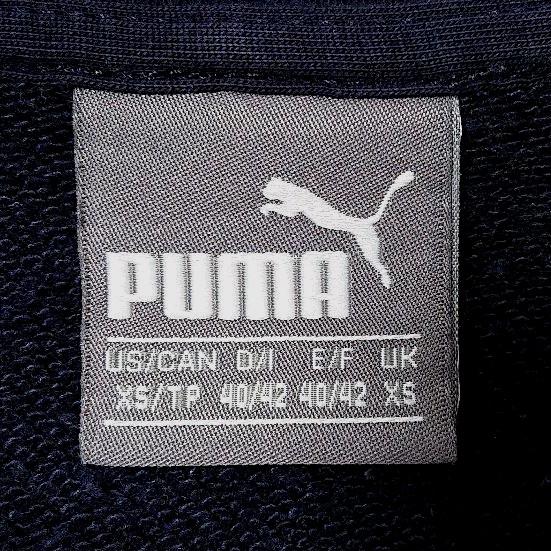 PUMA
US/CAN D/I E/F UK
XS/TP 40/42 40/42 XS